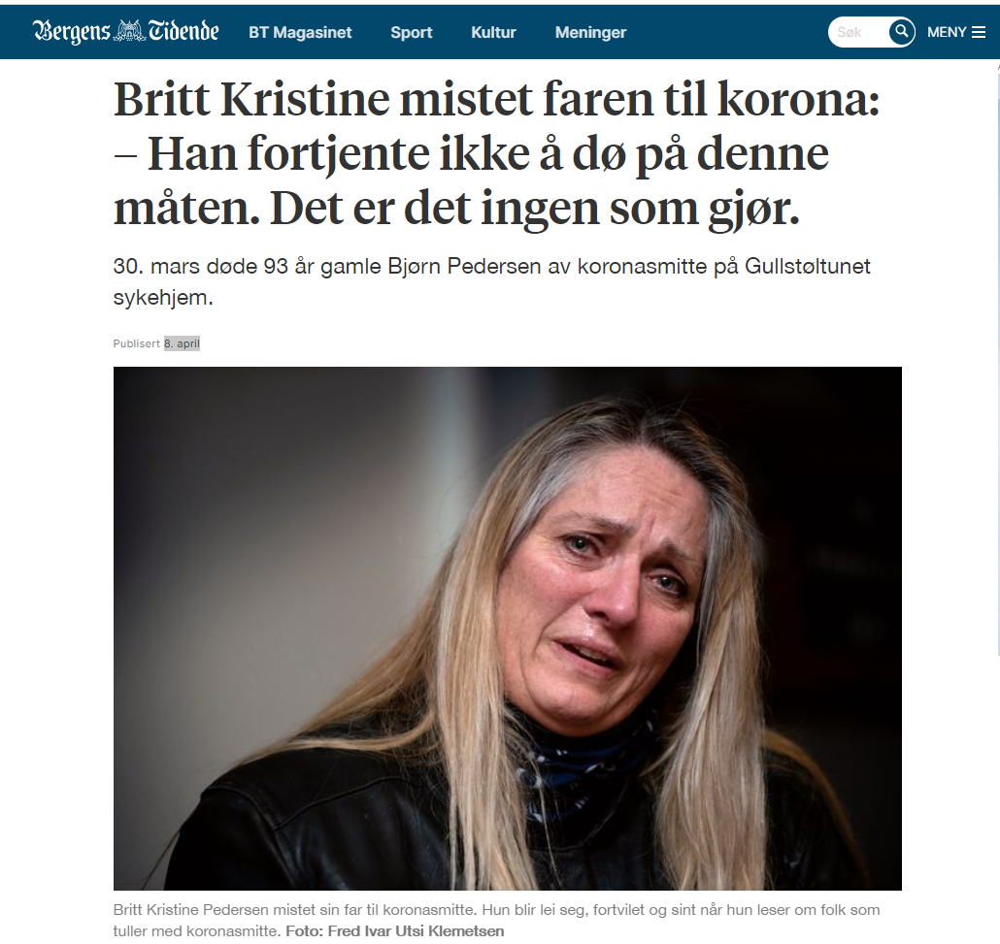 Bergens Tidende BT Magasinet Sport Kultur Meninger Søk MENY
Britt Kristine mistet faren til korona:
– Han fortjente ikke å dø på denne
måten. Det er det ingen som gjør.
30. mars døde 93 år gamle Bjørn Pedersen av koronasmitte på Gullstøltunet
sykehjem.
Publisert 8. april
Britt Kristine Pedersen mistet sin far til koronasmitte. Hun blir lei seg, fortvilet og sint når hun leser om folk som
tuller med koronasmitte. Foto: Fred Ivar Utsi Klemetsen